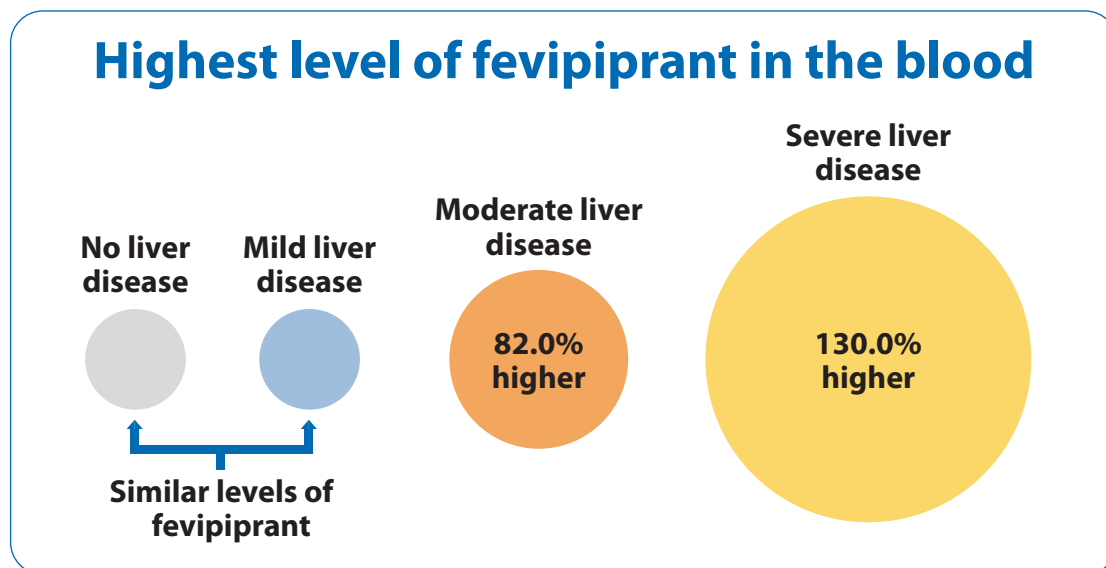 Highest level of fevipiprant in the blood
No liver
disease
Mild liver
disease
Moderate liver
disease
Severe liver
disease
82.0%
higher
130.0%
higher
Similar levels of
fevipiprant